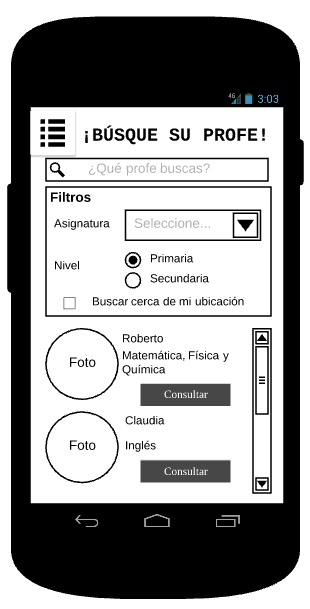 4G 3:03
¡BÚSQUE SU PROFE!
¿Qué profe buscas?
Filtros
Asignatura Seleccione...
Nivel Primaria
Secundaria
Buscar cerca de mi ubicación
Foto
Roberto
Matemática, Física y
Química
Consultar
Foto
Claudia
Inglés
Consultar